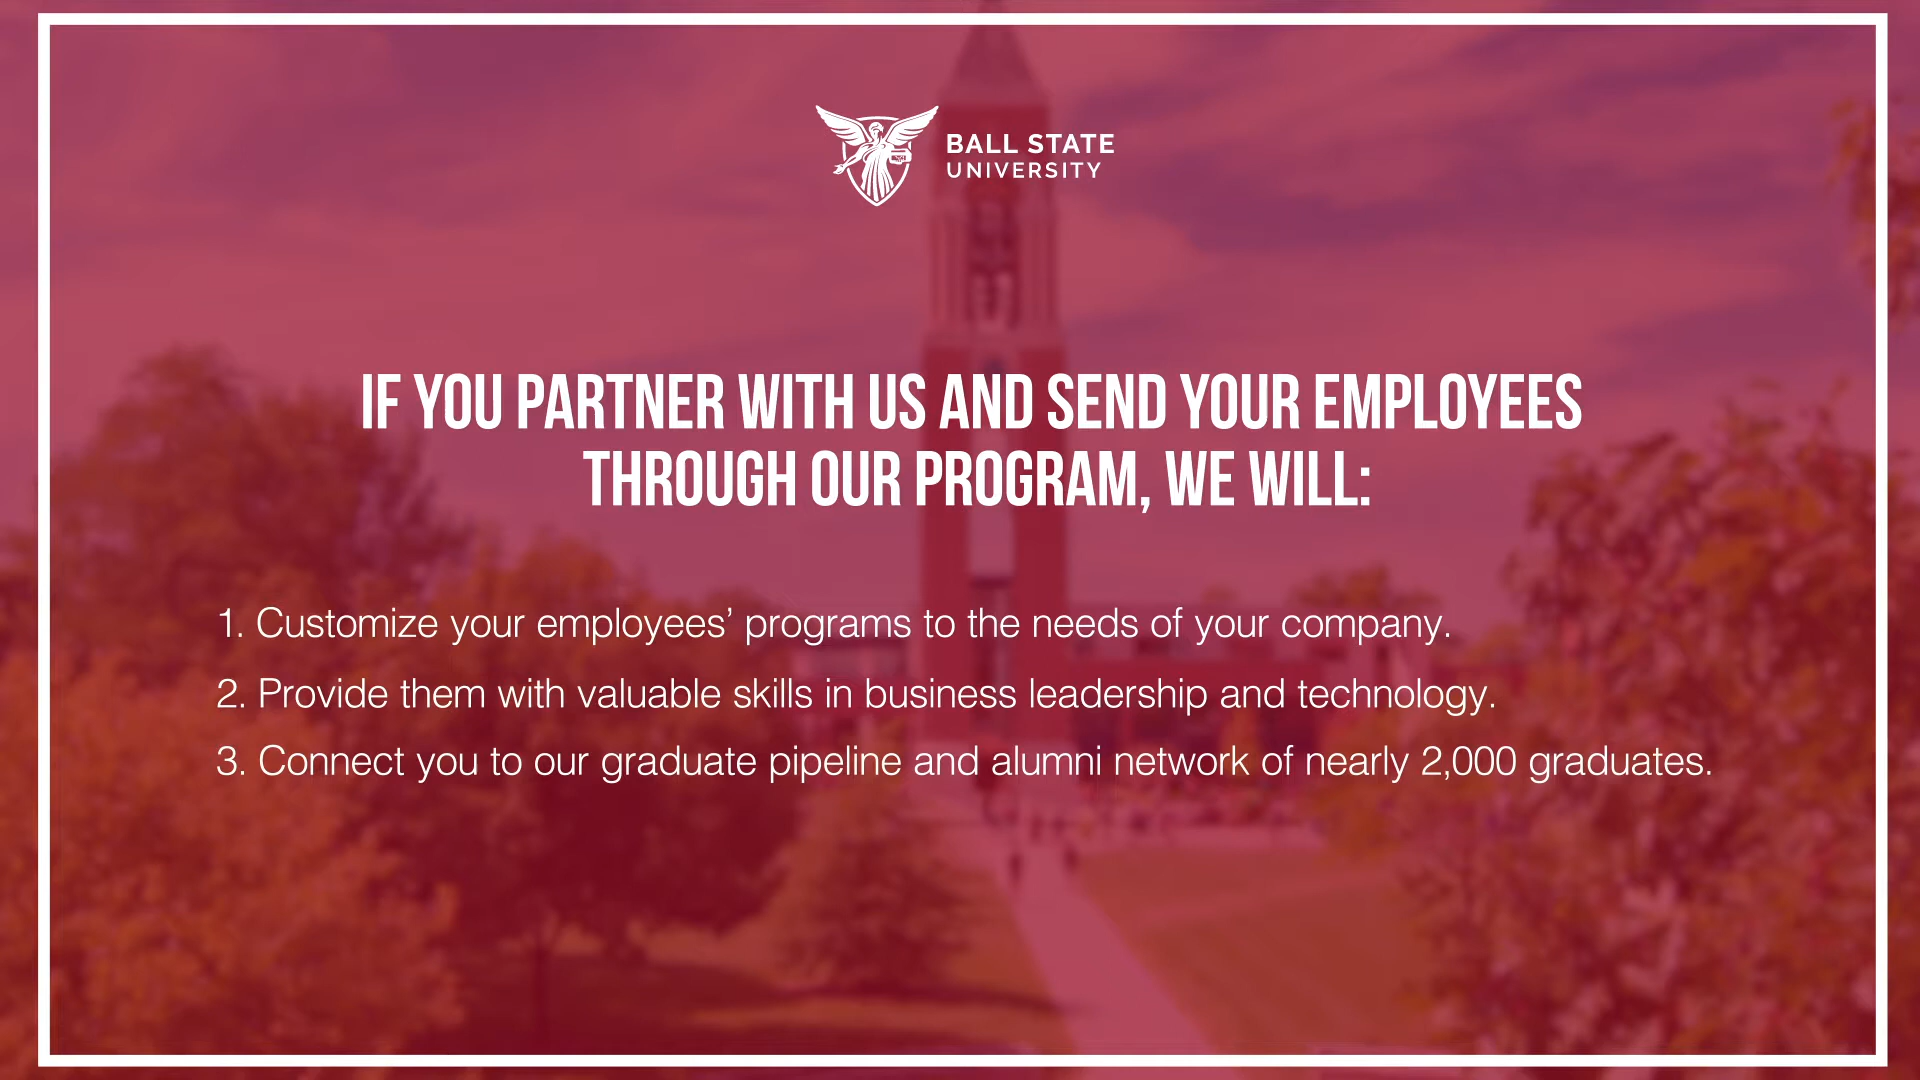 BALL STATE
UNIVERSITY
IF YOU PARTNER WITH US AND SEND YOUR EMPLOYEES
THROUGH OUR PROGRAM, WE WILL:
1. Customize your employees’ programs to the needs of your company.
2. Provide them with valuable skills in business leadership and technology.
3. Connect you to our graduate pipeline and alumni network of nearly 2,000 graduates.